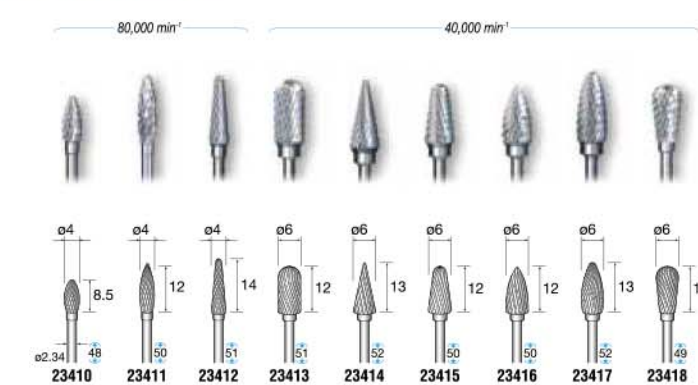 80,000 min⁻¹ 40,000 min⁻¹
ø4 ø4 ø4 ø6 ø6 ø6 ø6 ø6 ø6
8.5 12 14 12 13 12 12 13
ø2.34 48 50 51 51 52 50 50 52 49
23410 23411 23412 23413 23414 23415 23416 23417 23418